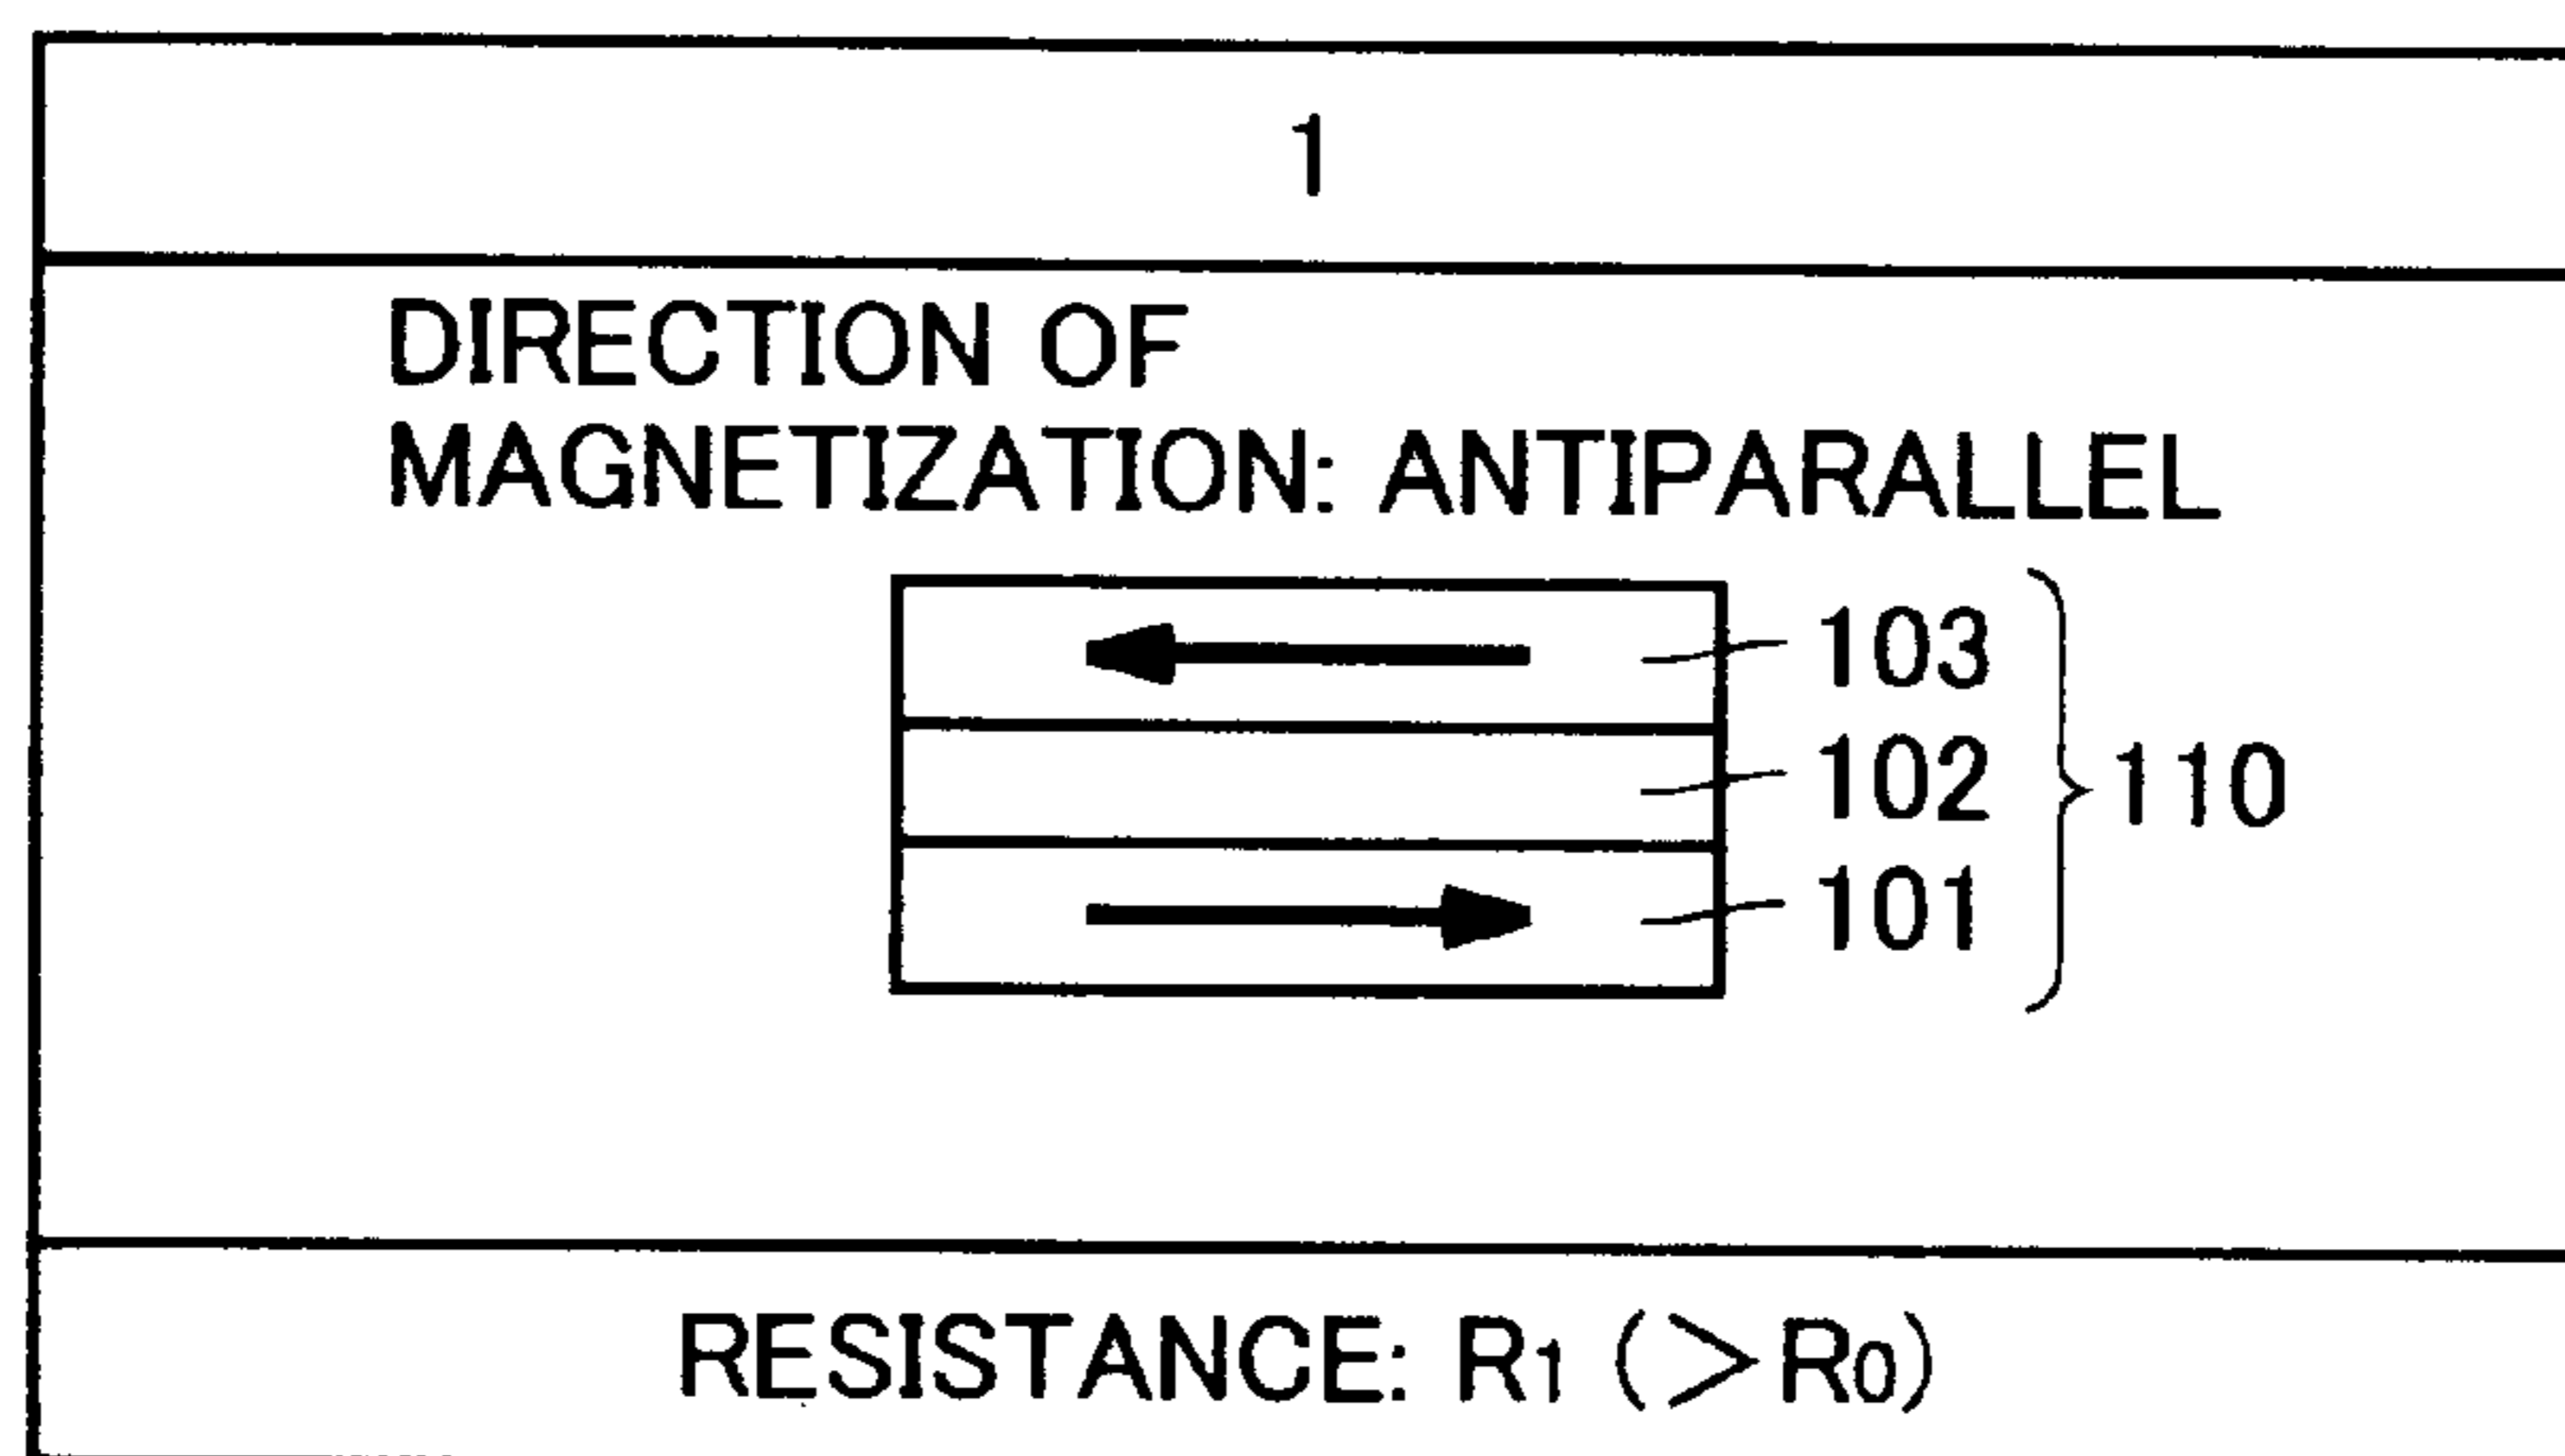 1
DIRECTION OF
MAGNETIZATION: ANTIPARALLEL
103
102
110
101
RESISTANCE: R1 (>R0)